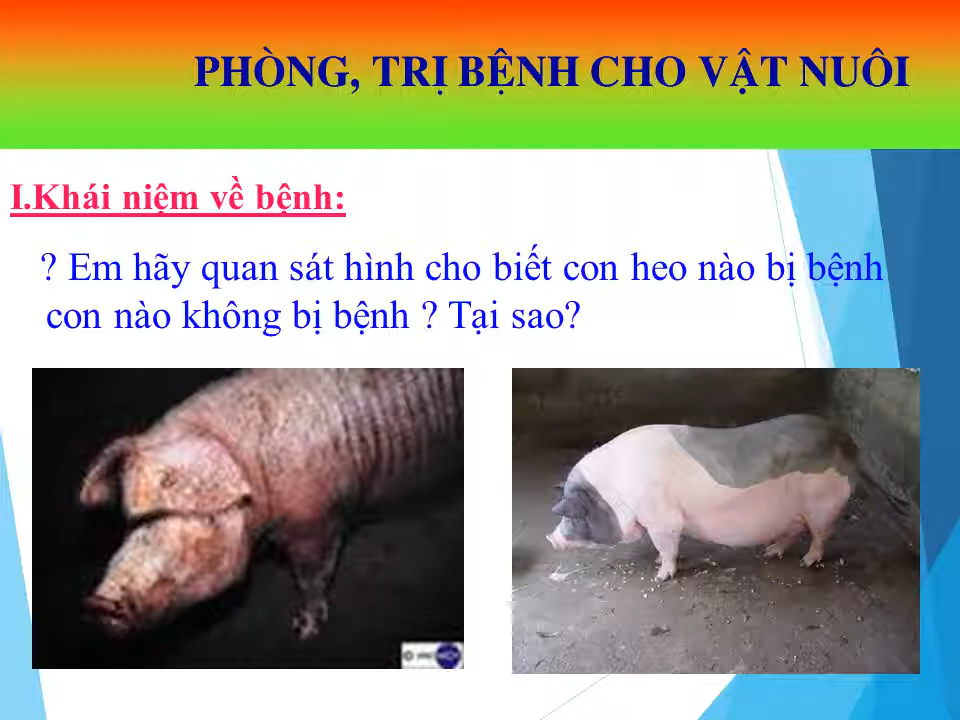 PHÒNG, TRỊ BỆNH CHO VẬT NUÔI
I.Khái niệm về bệnh:
? Em hãy quan sát hình cho biết con heo nào bị bệnh
con nào không bị bệnh ? Tại sao?